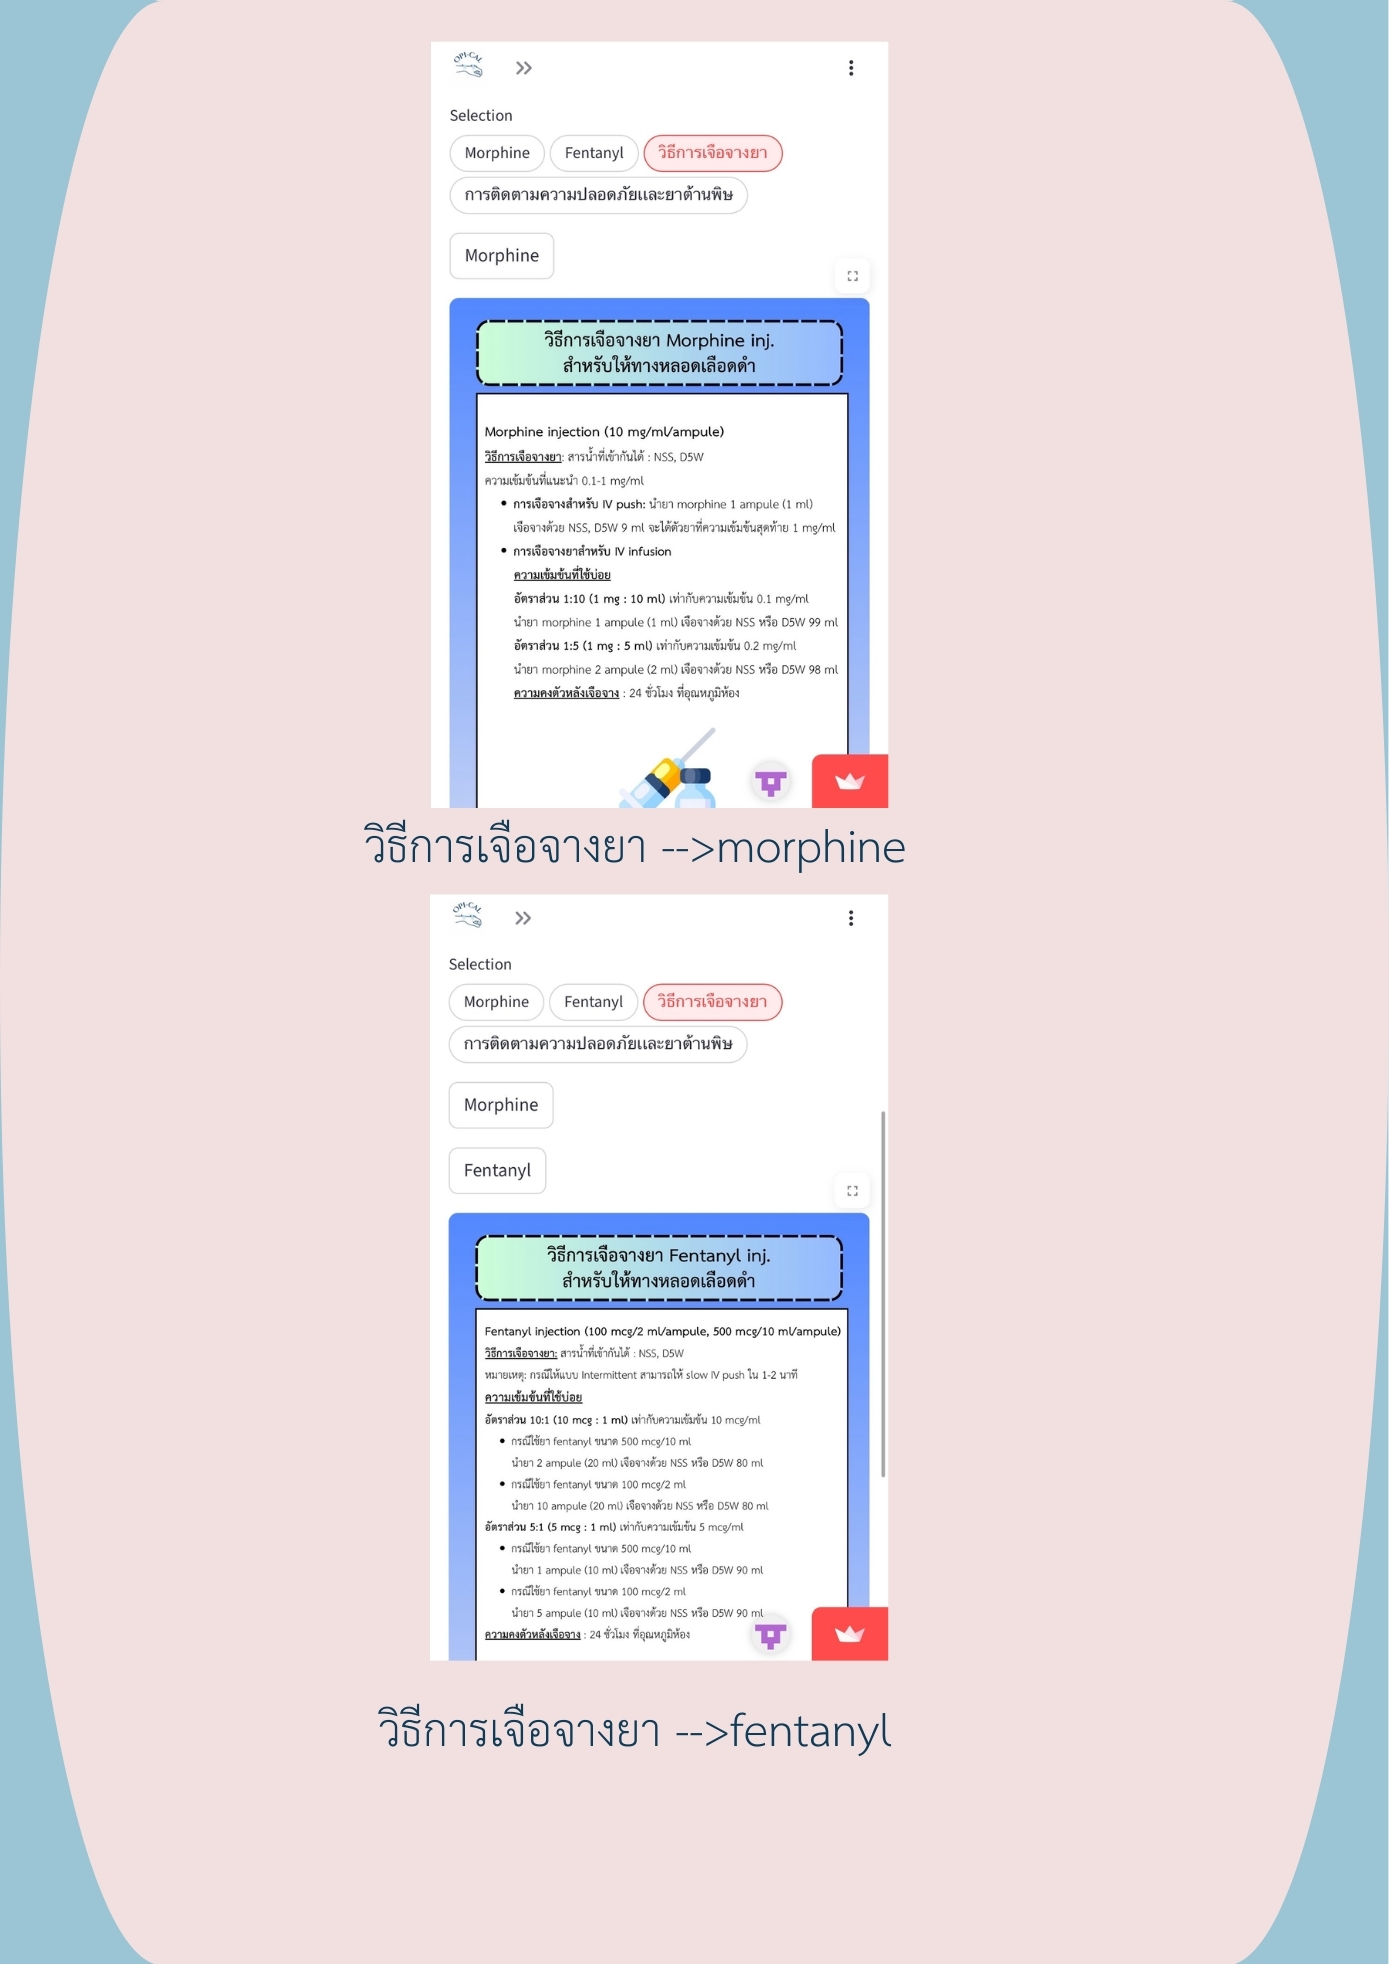 OPI-CAL
Selection
Morphine
Fentanyl
วิธีการเจือจางยา
การติดตามความปลอดภัยและยาต้านพิษ
Morphine
วิธีการเจือจางยา Morphine inj.
สำหรับให้ทางหลอดเลือดดำ
Morphine injection (10 mg/ml/ampule)
วิธีการเจือจางยา: สารน้ำที่เข้ากันได้ : NSS, D5W
ความเข้มข้นที่แนะนำ 0.1-1 mg/ml
• การเจือจางสำหรับ IV push: นำยา morphine 1 ampule (1 ml)
เจือจางด้วย NSS, D5W 9 ml จะได้ตัวยาที่ความเข้มข้นสุดท้าย 1 mg/ml
• การเจือจางยาสำหรับ IV infusion
ความเข้มข้นที่ใช้บ่อย
อัตราส่วน 1:10 (1 mg : 10 ml) เท่ากับความเข้มข้น 0.1 mg/ml
นำยา morphine 1 ampule (1 ml) เจือจางด้วย NSS หรือ D5W 99 ml
อัตราส่วน 1:5 (1 mg : 5 ml) เท่ากับความเข้มข้น 0.2 mg/ml
นำยา morphine 2 ampule (2 ml) เจือจางด้วย NSS หรือ D5W 98 ml
ความคงตัวหลังเจือจาง : 24 ชั่วโมง ที่อุณหภูมิห้อง
วิธีการเจือจางยา -->morphine
OPI-CAL
Selection
Morphine
Fentanyl
วิธีการเจือจางยา
การติดตามความปลอดภัยและยาต้านพิษ
Morphine
Fentanyl
วิธีการเจือจางยา Fentanyl inj.
สำหรับให้ทางหลอดเลือดดำ
Fentanyl injection (100 mcg/2 ml/ampule, 500 mcg/10 ml/ampule)
วิธีการเจือจางยา: สารน้ำที่เข้ากันได้ : NSS, D5W
หมายเหตุ: กรณีให้แบบ Intermittent สามารถให้ slow IV push ใน 1-2 นาที
ความเข้มข้นที่ใช้บ่อย
อัตราส่วน 10:1 (10 mcg : 1 ml) เท่ากับความเข้มข้น 10 mcg/ml
• กรณีใช้ยา fentanyl ขนาด 500 mcg/10 ml
นำยา 2 ampule (20 ml) เจือจางด้วย NSS หรือ D5W 80 ml
• กรณีใช้ยา fentanyl ขนาด 100 mcg/2 ml
นำยา 10 ampule (20 ml) เจือจางด้วย NSS หรือ D5W 80 ml
อัตราส่วน 5:1 (5 mcg : 1 ml) เท่ากับความเข้มข้น 5 mcg/ml
• กรณีใช้ยา fentanyl ขนาด 500 mcg/10 ml
นำยา 1 ampule (10 ml) เจือจางด้วย NSS หรือ D5W 90 ml
• กรณีใช้ยา fentanyl ขนาด 100 mcg/2 ml
นำยา 5 ampule (10 ml) เจือจางด้วย NSS หรือ D5W 90 ml
ความคงตัวหลังเจือจาง : 24 ชั่วโมง ที่อุณหภูมิห้อง
วิธีการเจือจางยา -->fentanyl